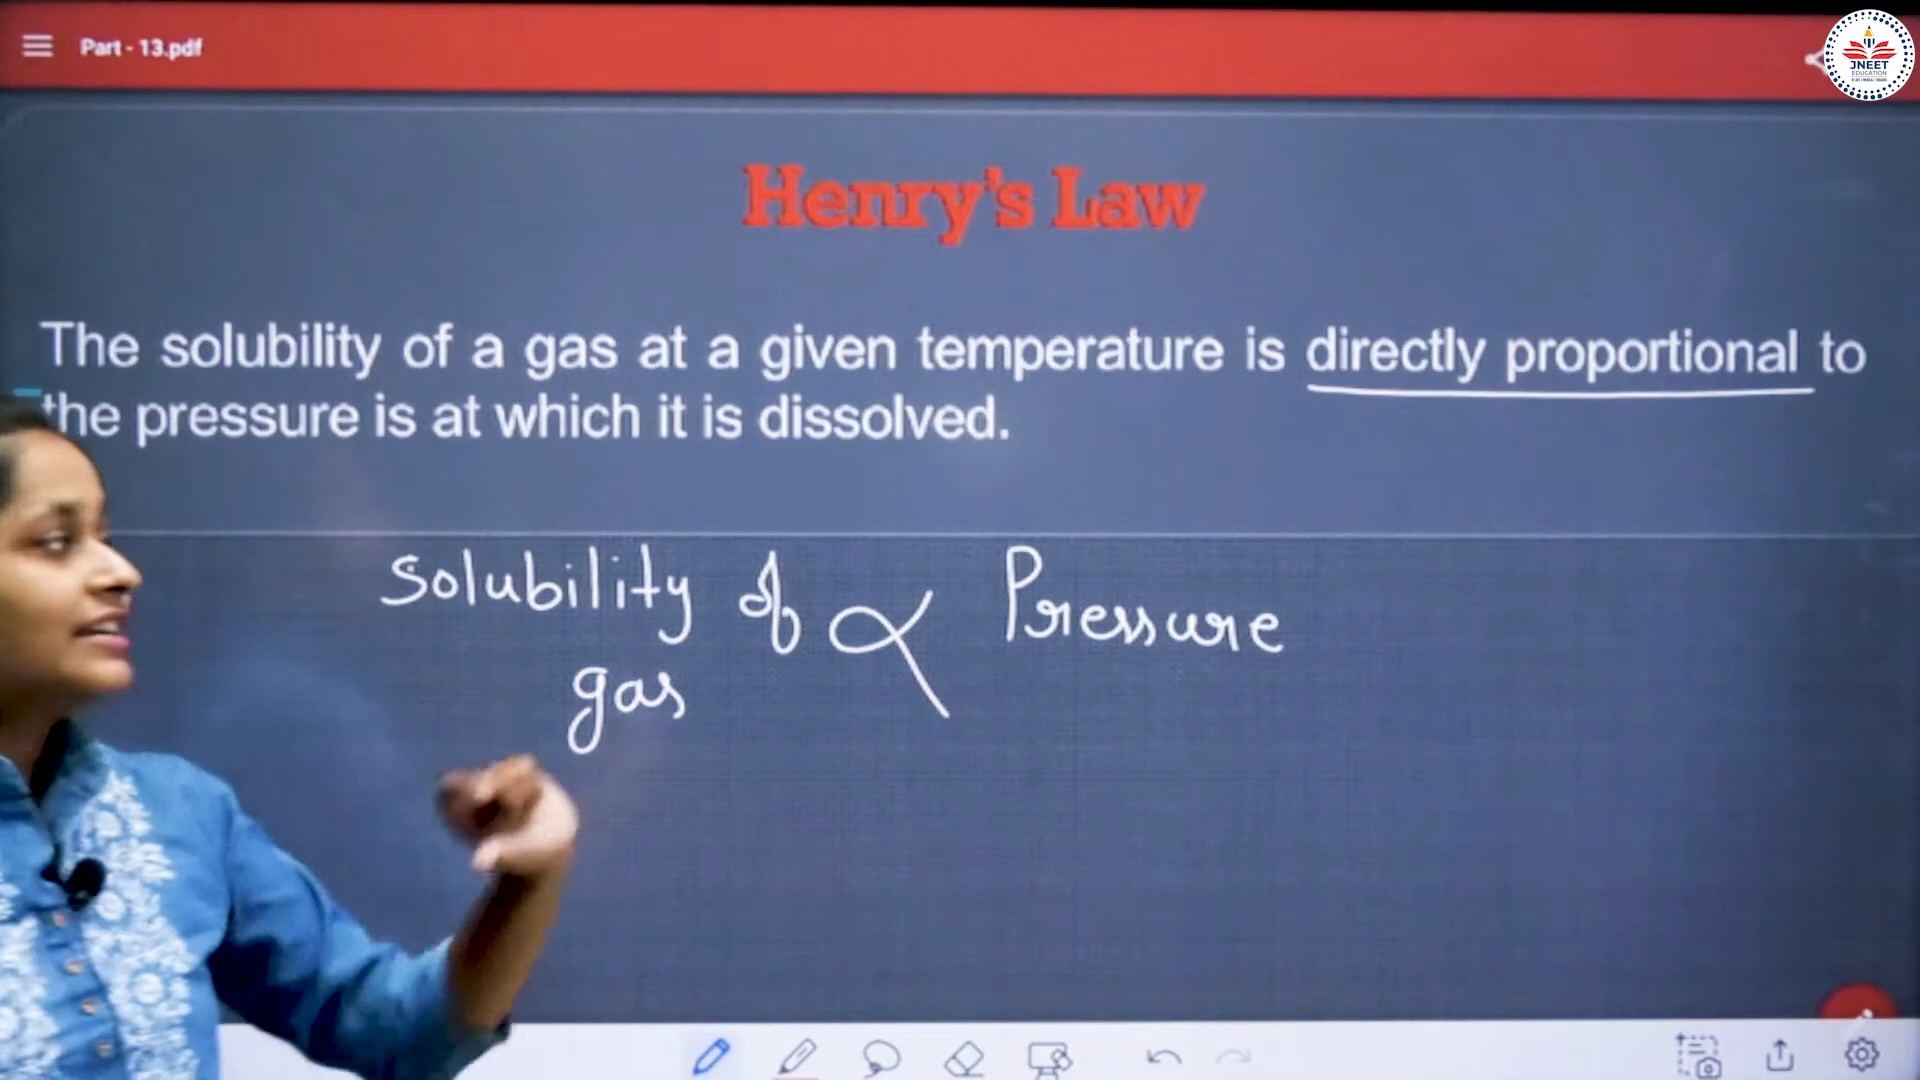 Part - 13.pdf
JNEET
EDUCATION
Henry's Law
The solubility of a gas at a given temperature is directly proportional to
the pressure is at which it is dissolved.
Solubility of ∝ Pressure
gas